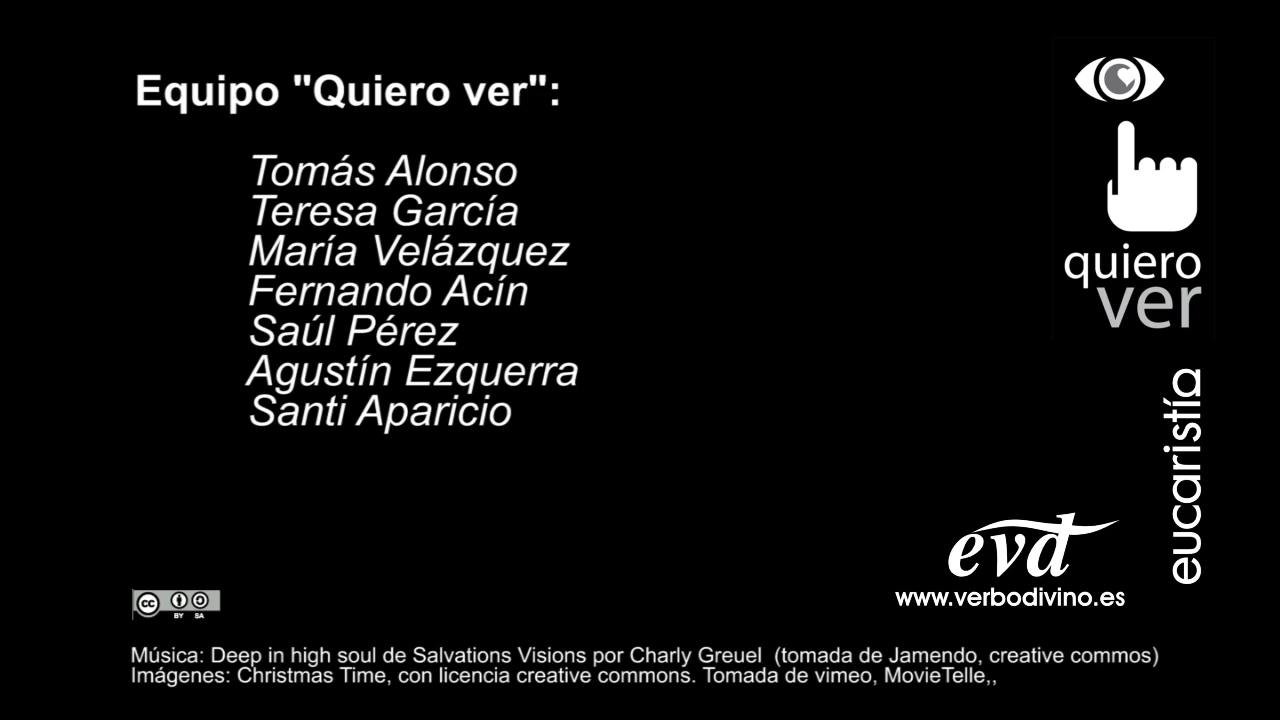 Equipo "Quiero ver":
Tomás Alonso
Teresa García
María Velázquez
Fernando Acín
Saúl Pérez
Agustín Ezquerra
Santi Aparicio
quiero
ver
eucaristía
evd
www.verbodivino.es
cc
BY SA
Música: Deep in high soul de Salvations Visions por Charly Greuel (tomada de Jamendo, creative commos)
Imágenes: Christmas Time, con licencia creative commons. Tomada de vimeo, MovieTelle,,